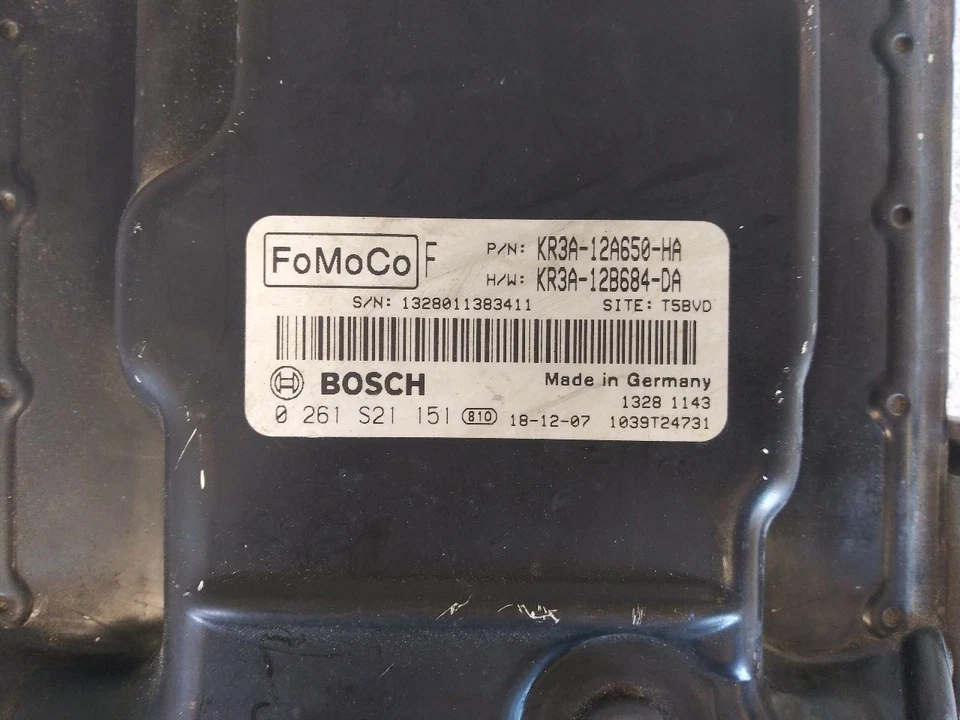 FoMoCo F P/N: KR3A-12A650-HA
H/W: KR3A-12B684-DA
S/N: 1328011383411 SITE: T5BVD
BOSCH Made in Germany
1328 1143
0 261 S21 151 810 18-12-07 1039T24731